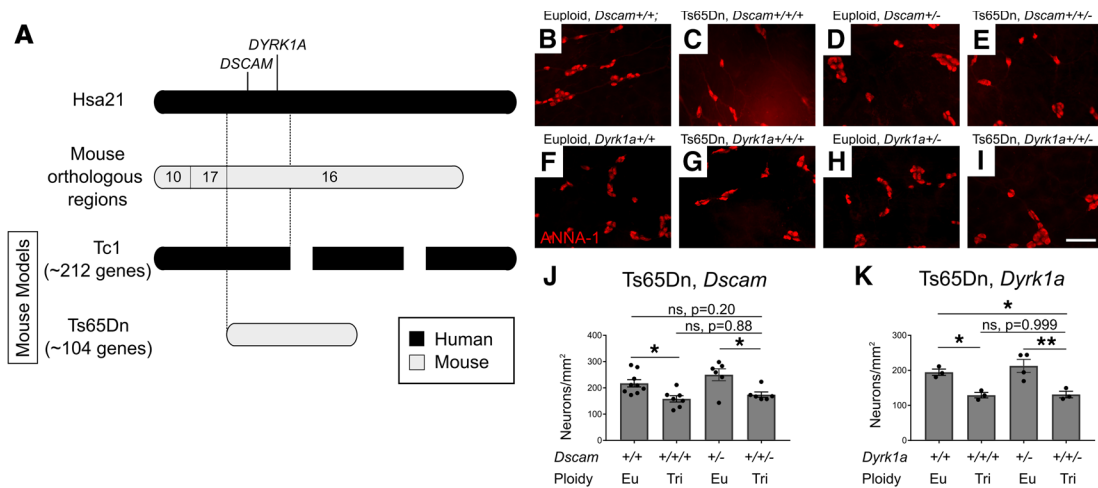 A
DYRK1A
DSCAM
Hsa21
Mouse
orthologous
regions
10 17 16
Mouse Models
Tc1
(~212 genes)
Ts65Dn
(~104 genes)
Human
Mouse
Euploid, Dscam+/+;
Ts65Dn, Dscam+/+/+
Euploid, Dscam+/-
Ts65Dn, Dscam+/+/-
B
C
D
E
Euploid, Dyrk1a+/+
Ts65Dn, Dyrk1a+/+/+
Euploid, Dyrk1a+/-
Ts65Dn, Dyrk1a+/+/-
F
G
H
I
ANNA-1
J
Ts65Dn, Dscam
ns, p=0.20
ns, p=0.88
* *
Neurons/mm²
400
300
200
100
0
Dscam +/+ +/+/+ +/- +/+/-
Ploidy Eu Tri Eu Tri
K
Ts65Dn, Dyrk1a
*
ns, p=0.999
* **
Neurons/mm²
400
300
200
100
0
Dyrk1a +/+ +/+/+ +/- +/+/-
Ploidy Eu Tri Eu Tri